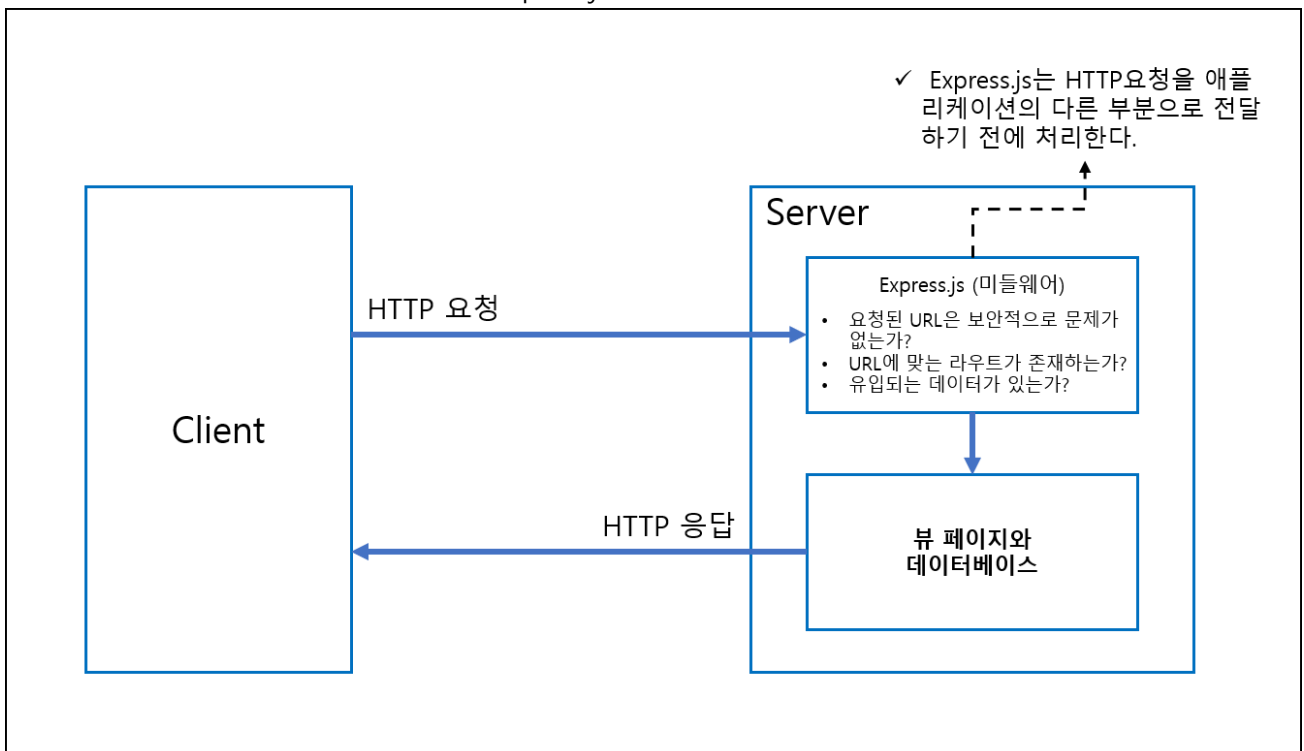 ✓ Express.js는 HTTP요청을 애플
리케이션의 다른 부분으로 전달
하기 전에 처리한다.
Server
Express.js (미들웨어)
• 요청된 URL은 보안적으로 문제가
없는가?
• URL에 맞는 라우트가 존재하는가?
• 유입되는 데이터가 있는가?
HTTP 요청
Client
HTTP 응답
뷰 페이지와
데이터베이스